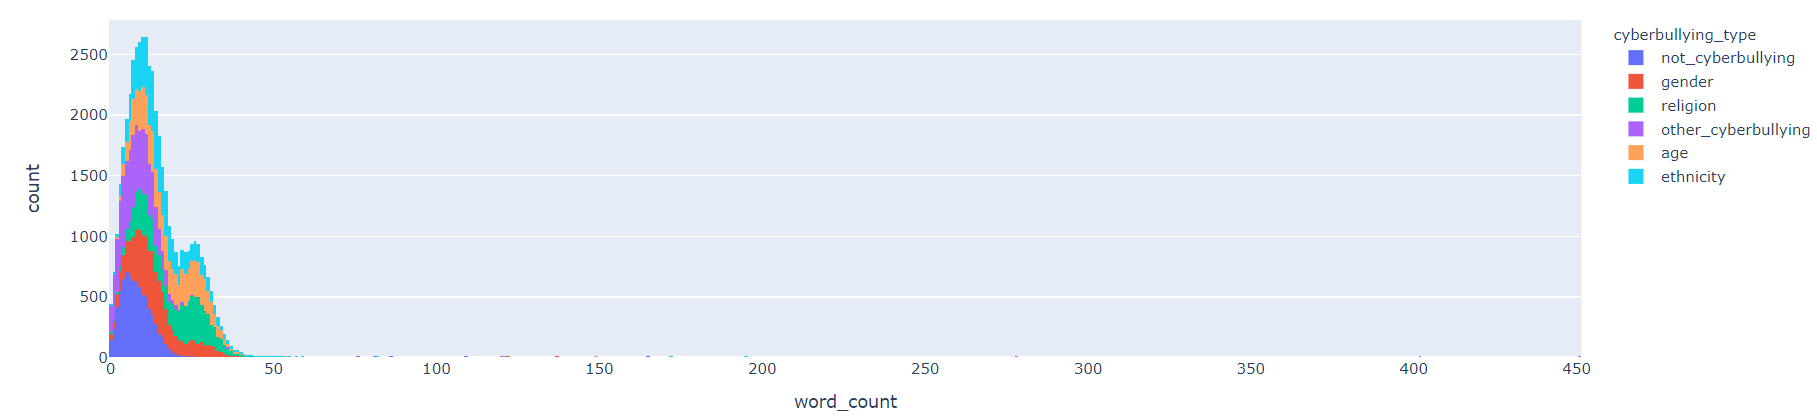 2500
2000
1500
1000
500
0
count
0 50 100 150 200 250 300 350 400 450
word_count
cyberbullying_type
not_cyberbullying
gender
religion
other_cyberbullying
age
ethnicity